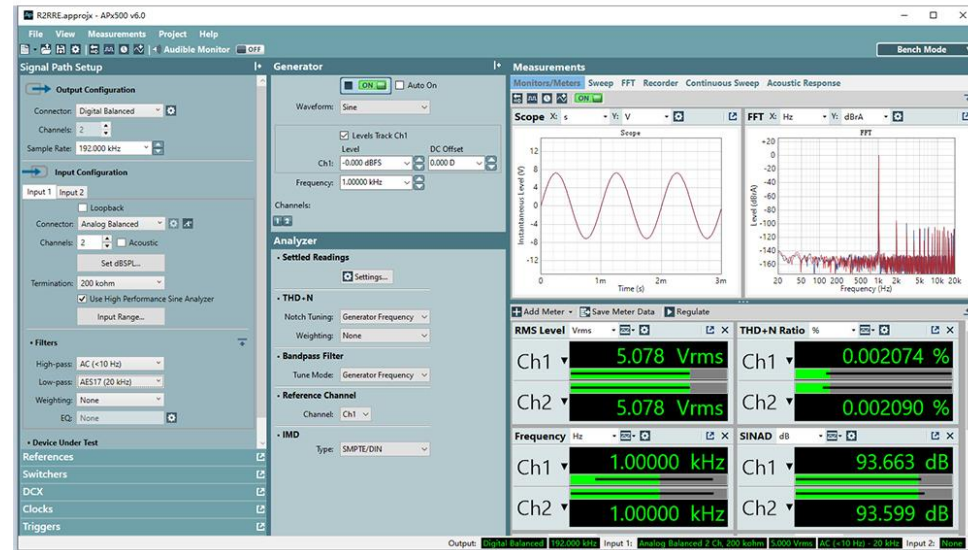 R2RRE.approjx - APx500 v6.0
File View Measurements Project Help
Audible Monitor OFF
Bench Mode
Signal Path Setup
Output Configuration
Connector: Digital Balanced
Channels: 2
Sample Rate: 192.000 kHz
Input Configuration
Input 1 Input 2
Loopback
Connector: Analog Balanced
Channels: 2 Acoustic
Set dBSPL...
Termination: 200 kohm
Use High Performance Sine Analyzer
Input Range...
Filters
High-pass: AC (<10 Hz)
Low-pass: AES17 (20 kHz)
Weighting: None
EQ: None
Device Under Test
References
Switchers
DCX
Clocks
Triggers
Generator
ON Auto On
Waveform: Sine
Levels Track Ch1
Level DC Offset
Ch1: -0.000 dBFS 0.000 D
Frequency: 1.00000 kHz
Channels:
1 2
Analyzer
Settled Readings
Settings...
THD+N
Notch Tuning: Generator Frequency
Weighting: None
Bandpass Filter
Tune Mode: Generator Frequency
Reference Channel
Channel: Ch1
IMD
Type: SMPTE/DIN
Measurements
Monitors/Meters Sweep FFT Recorder Continuous Sweep Acoustic Response
ON
Scope X: s Y: V
Scope
Instantaneous Level (V)
12
8
4
0
-4
-8
-12
0 1m 2m 3m
Time (s)
FFT X: Hz Y: dBrA
FFT
Level (dBrA)
+20
0
-20
-40
-60
-80
-100
-120
-140
-160
20 50 100 200 500 1k 2k 5k 10k 20k
Frequency (Hz)
Add Meter Save Meter Data Regulate
RMS Level Vrms
Ch1 5.078 Vrms
Ch2 5.078 Vrms
THD+N Ratio %
Ch1 0.002074 %
Ch2 0.002090 %
Frequency Hz
Ch1 1.00000 kHz
Ch2 1.00000 kHz
SINAD dB
Ch1 93.663 dB
Ch2 93.599 dB
Output: Digital Balanced 192.000 kHz Input 1: Analog Balanced 2 Ch, 200 kohm 5.000 Vrms AC (<10 Hz) - 20 kHz Input 2: None